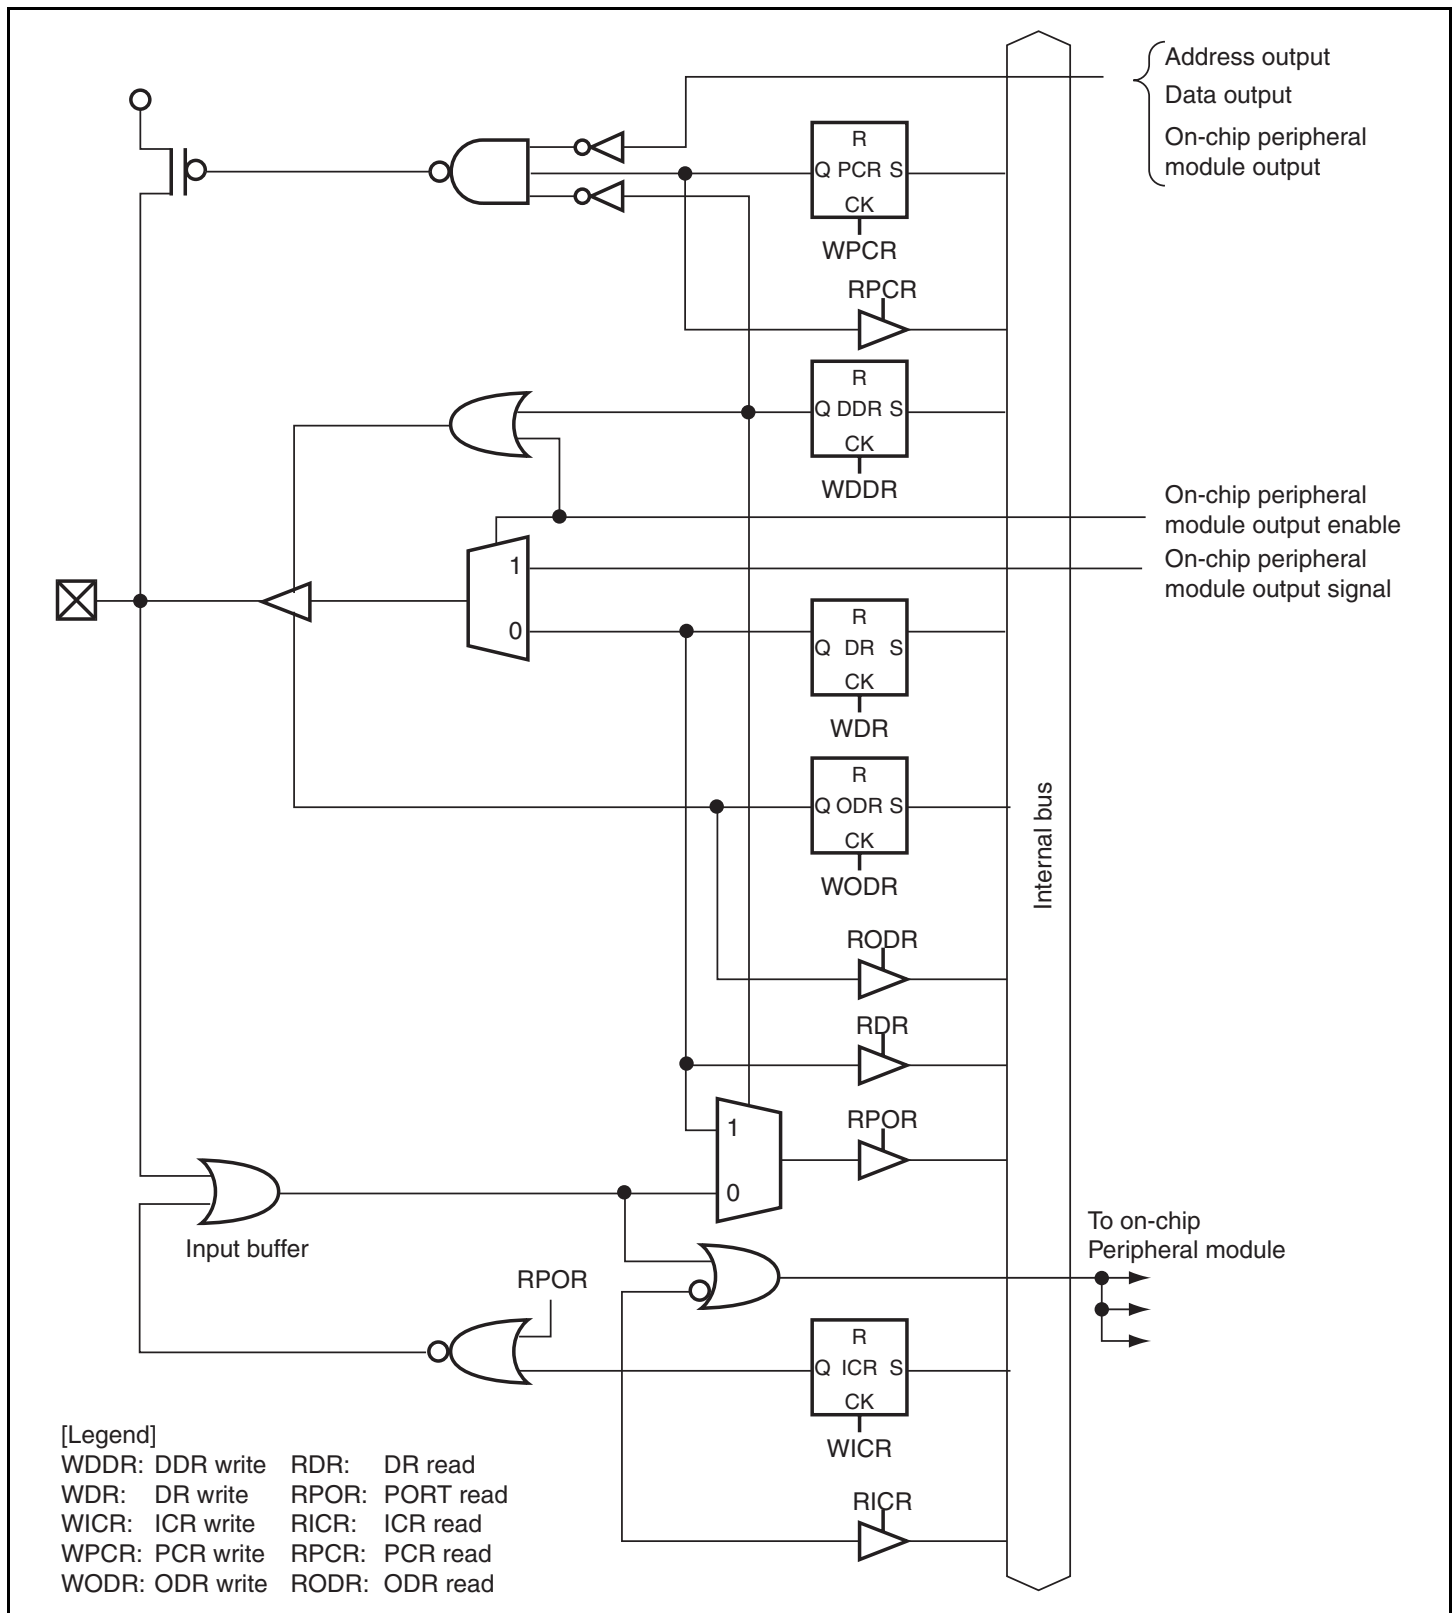 Address output
Data output
On-chip peripheral
module output
R
Q PCR S
CK
WPCR
RPCR
R
Q DDR S
CK
WDDR
On-chip peripheral
module output enable
On-chip peripheral
module output signal
1
0
R
Q DR S
CK
WDR
R
Q ODR S
CK
WODR
Internal bus
RODR
RDR
RPOR
1
0
Input buffer
To on-chip
Peripheral module
RPOR
R
Q ICR S
CK
WICR
RICR
[Legend]
WDDR: DDR write RDR: DR read
WDR: DR write RPOR: PORT read
WICR: ICR write RICR: ICR read
WPCR: PCR write RPCR: PCR read
WODR: ODR write RODR: ODR read